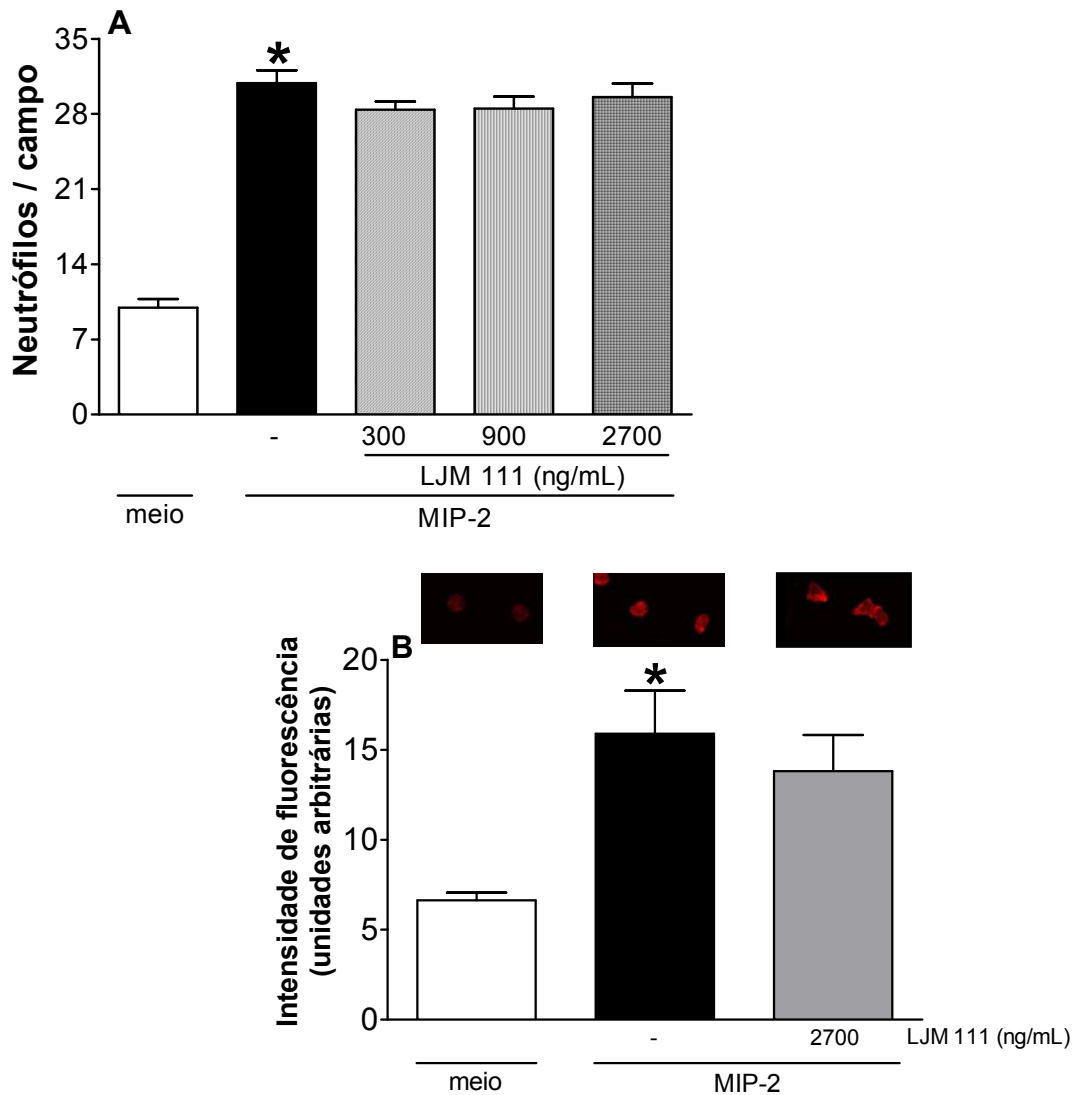 A
*
Neutrófilos / campo
35
28
21
14
7
0
- 300 900 2700
LJM 111 (ng/mL)
meio MIP-2
B
*
Intensidade de fluorescência
(unidades arbitrárias)
20
15
10
5
0
- 2700 LJM 111 (ng/mL)
meio MIP-2